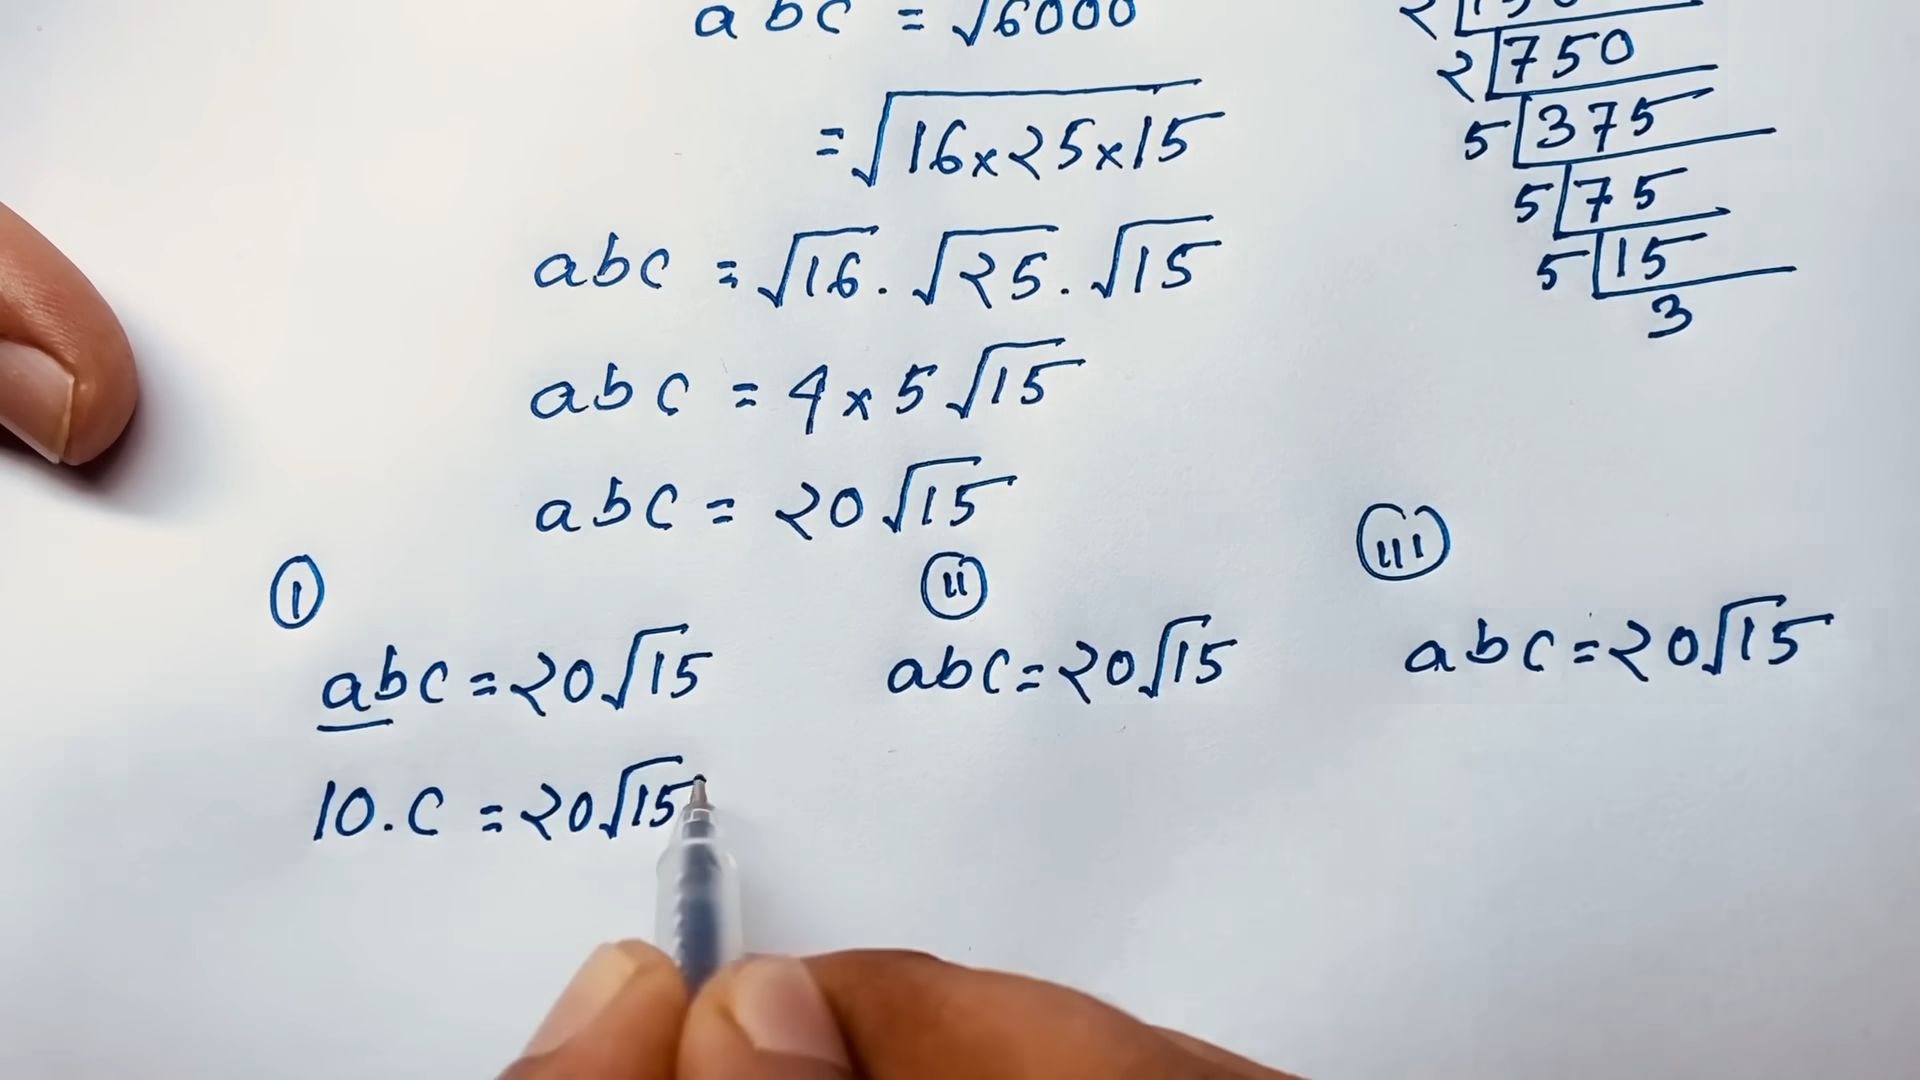 abc = √6000
= √16×25×15
abc = √16 . √25 . √15
abc = 4 × 5 √15
abc = 20 √15
2 750
5 375
5 75
5 15
3
i
abc = 20√15
10.c = 20√15
ii
abc = 20√15
iii
abc = 20√15